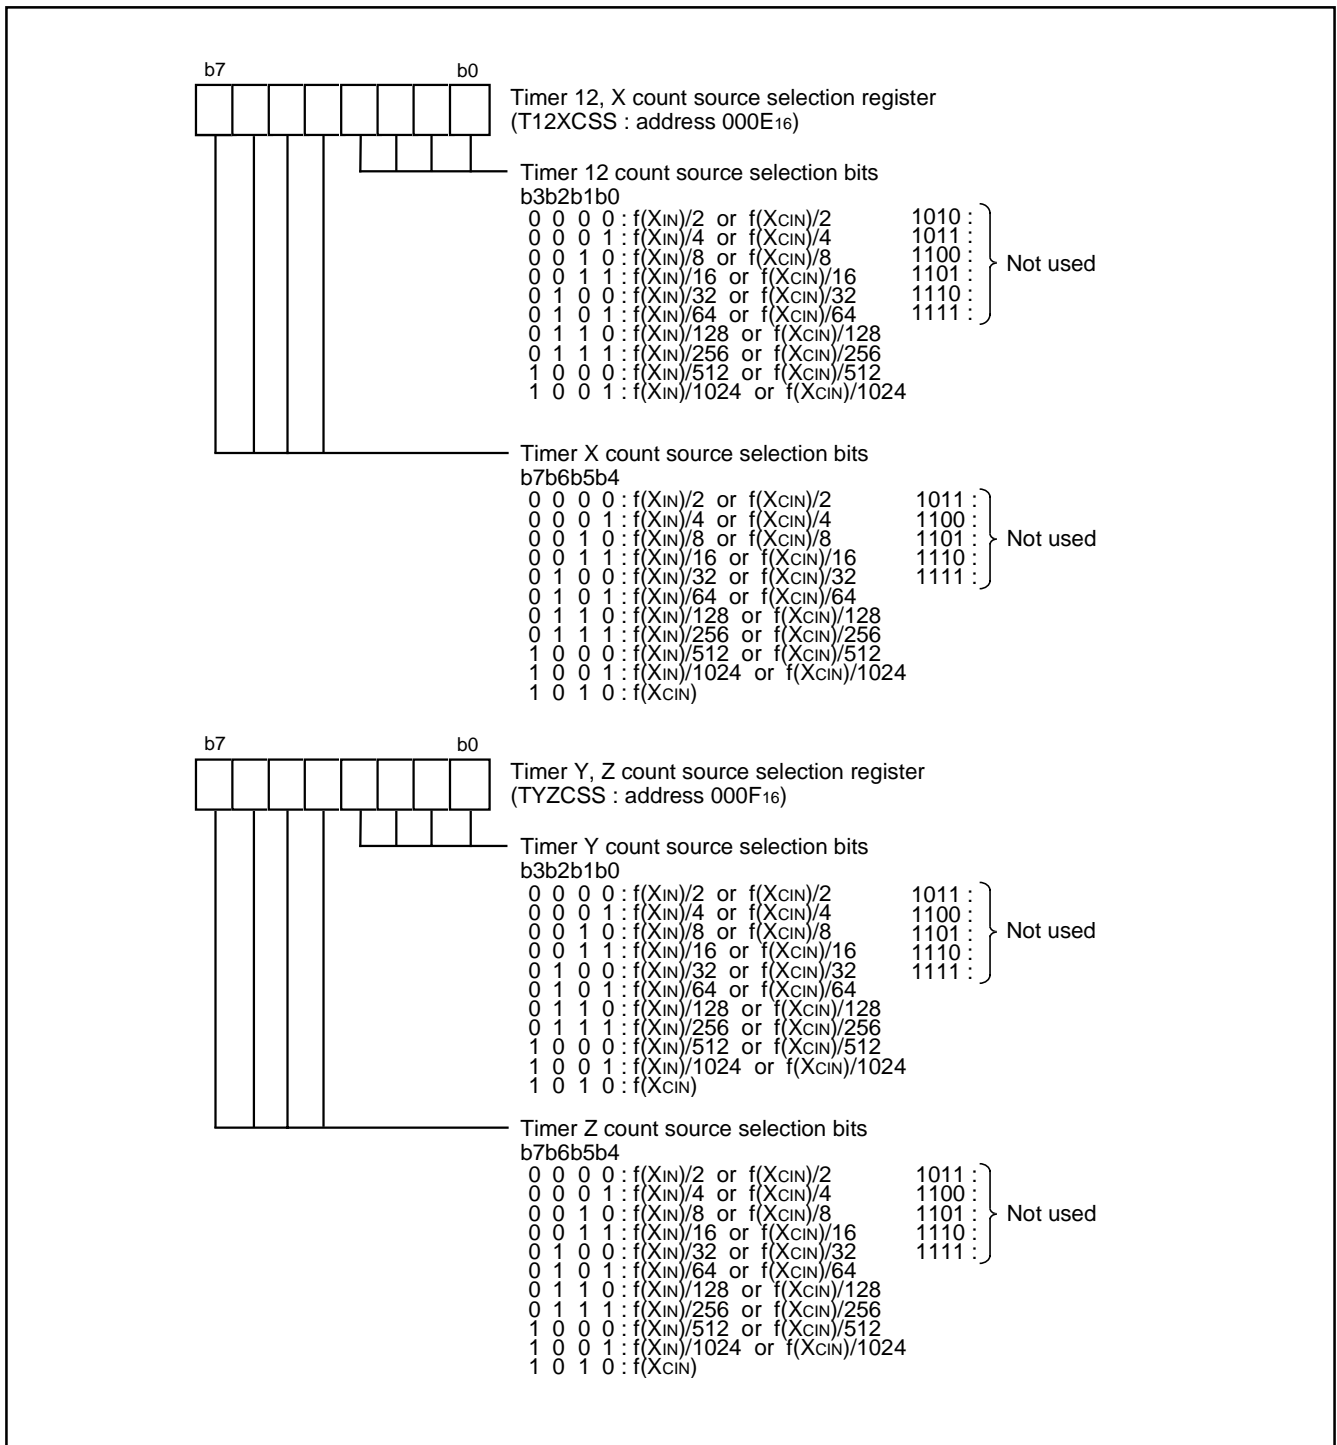 b7 b0
Timer 12, X count source selection register
(T12XCSS : address 000E16)
Timer 12 count source selection bits
b3b2b1b0
0 0 0 0 : f(XIN)/2 or f(XCIN)/2 1010 :
0 0 0 1 : f(XIN)/4 or f(XCIN)/4 1011 :
0 0 1 0 : f(XIN)/8 or f(XCIN)/8 1100 : Not used
0 0 1 1 : f(XIN)/16 or f(XCIN)/16 1101 :
0 1 0 0 : f(XIN)/32 or f(XCIN)/32 1110 :
0 1 0 1 : f(XIN)/64 or f(XCIN)/64 1111 :
0 1 1 0 : f(XIN)/128 or f(XCIN)/128
0 1 1 1 : f(XIN)/256 or f(XCIN)/256
1 0 0 0 : f(XIN)/512 or f(XCIN)/512
1 0 0 1 : f(XIN)/1024 or f(XCIN)/1024
Timer X count source selection bits
b7b6b5b4
0 0 0 0 : f(XIN)/2 or f(XCIN)/2 1011 :
0 0 0 1 : f(XIN)/4 or f(XCIN)/4 1100 :
0 0 1 0 : f(XIN)/8 or f(XCIN)/8 1101 : Not used
0 0 1 1 : f(XIN)/16 or f(XCIN)/16 1110 :
0 1 0 0 : f(XIN)/32 or f(XCIN)/32 1111 :
0 1 0 1 : f(XIN)/64 or f(XCIN)/64
0 1 1 0 : f(XIN)/128 or f(XCIN)/128
0 1 1 1 : f(XIN)/256 or f(XCIN)/256
1 0 0 0 : f(XIN)/512 or f(XCIN)/512
1 0 0 1 : f(XIN)/1024 or f(XCIN)/1024
1 0 1 0 : f(XCIN)
b7 b0
Timer Y, Z count source selection register
(TYZCSS : address 000F16)
Timer Y count source selection bits
b3b2b1b0
0 0 0 0 : f(XIN)/2 or f(XCIN)/2 1011 :
0 0 0 1 : f(XIN)/4 or f(XCIN)/4 1100 :
0 0 1 0 : f(XIN)/8 or f(XCIN)/8 1101 : Not used
0 0 1 1 : f(XIN)/16 or f(XCIN)/16 1110 :
0 1 0 0 : f(XIN)/32 or f(XCIN)/32 1111 :
0 1 0 1 : f(XIN)/64 or f(XCIN)/64
0 1 1 0 : f(XIN)/128 or f(XCIN)/128
0 1 1 1 : f(XIN)/256 or f(XCIN)/256
1 0 0 0 : f(XIN)/512 or f(XCIN)/512
1 0 0 1 : f(XIN)/1024 or f(XCIN)/1024
1 0 1 0 : f(XCIN)
Timer Z count source selection bits
b7b6b5b4
0 0 0 0 : f(XIN)/2 or f(XCIN)/2 1011 :
0 0 0 1 : f(XIN)/4 or f(XCIN)/4 1100 :
0 0 1 0 : f(XIN)/8 or f(XCIN)/8 1101 : Not used
0 0 1 1 : f(XIN)/16 or f(XCIN)/16 1110 :
0 1 0 0 : f(XIN)/32 or f(XCIN)/32 1111 :
0 1 0 1 : f(XIN)/64 or f(XCIN)/64
0 1 1 0 : f(XIN)/128 or f(XCIN)/128
0 1 1 1 : f(XIN)/256 or f(XCIN)/256
1 0 0 0 : f(XIN)/512 or f(XCIN)/512
1 0 0 1 : f(XIN)/1024 or f(XCIN)/1024
1 0 1 0 : f(XCIN)